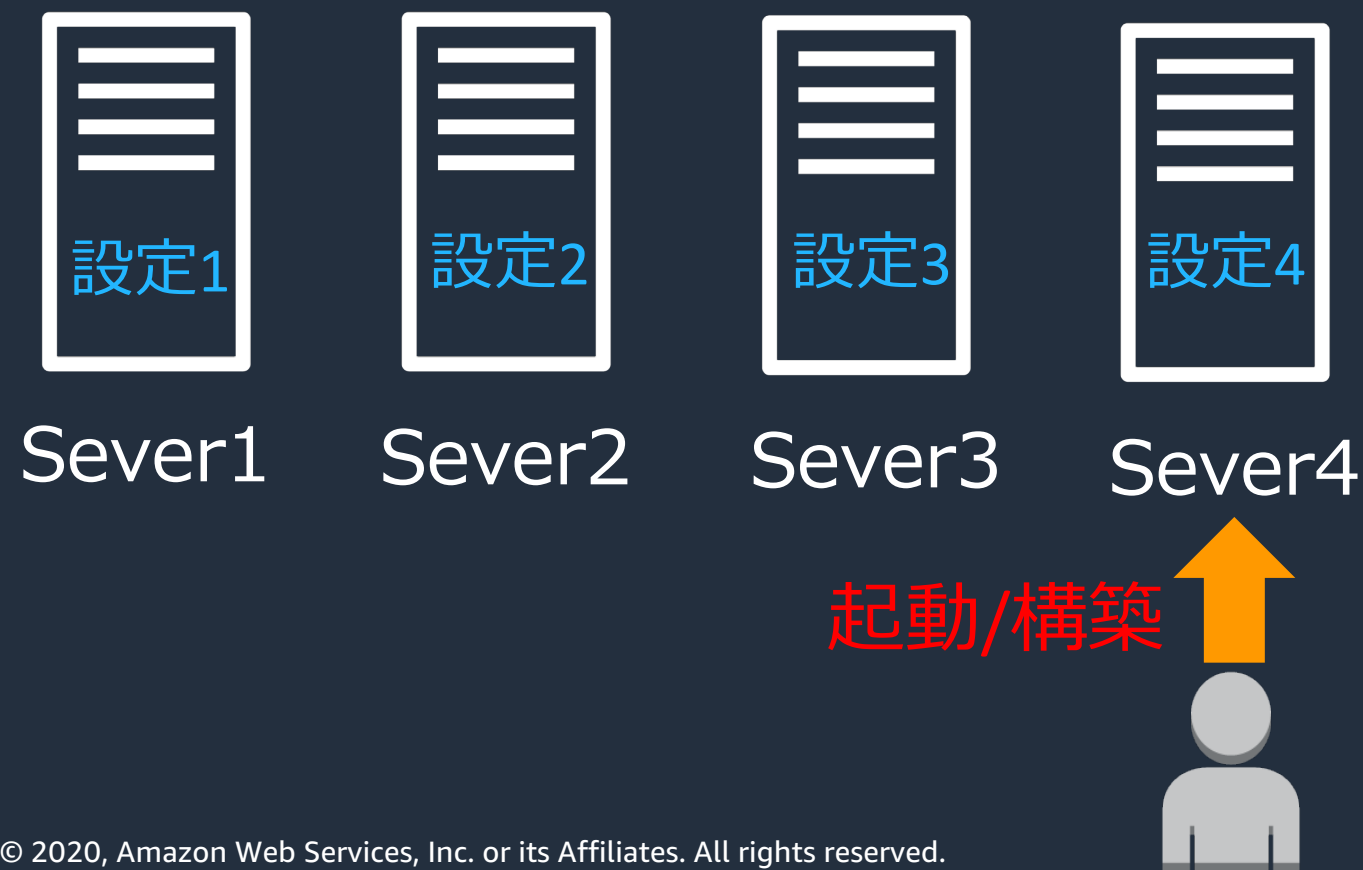 設定1
設定2
設定3
設定4
Sever1
Sever2
Sever3
Sever4
起動/構築
© 2020, Amazon Web Services, Inc. or its Affiliates. All rights reserved.